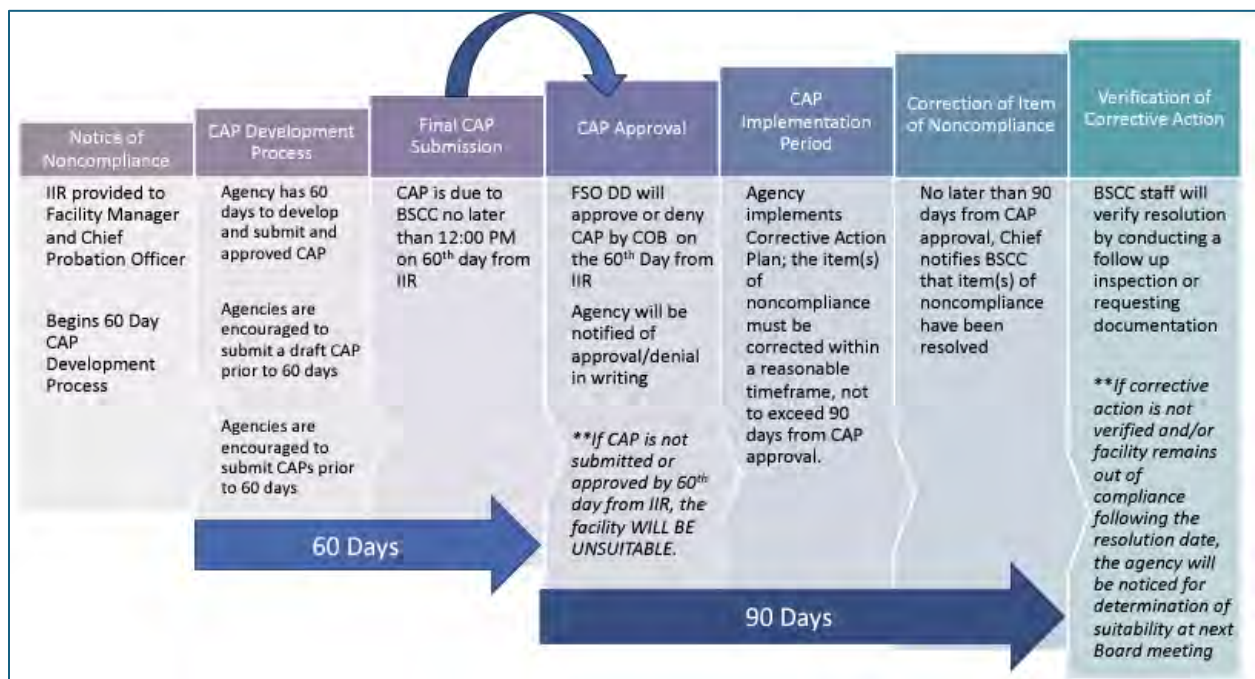 Notice of
Noncompliance
IIR provided to
Facility Manager
and Chief
Probation Officer
Begins 60 Day
CAP
Development
Process
CAP Development
Process
Agency has 60
days to develop
and submit and
approved CAP
Agencies are
encouraged to
submit a draft CAP
prior to 60 days
Agencies are
encouraged to
submit CAPs prior
to 60 days
Final CAP
Submission
CAP is due to
BSCC no later
than 12:00 PM
on 60th day from
IIR
60 Days
CAP Approval
FSO DD will
approve or deny
CAP by COB on
the 60th Day from
IIR
Agency will be
notified of
approval/denial
in writing
**If CAP is not
submitted or
approved by 60th
day from IIR, the
facility WILL BE
UNSUITABLE.
CAP
Implementation
Period
Agency
implements
Corrective Action
Plan; the item(s) of
noncompliance
must be
corrected within
a reasonable
timeframe, not
to exceed 90
days from CAP
approval.
Correction of Item
of Noncompliance
No later than 90
days from CAP
approval, Chief
notifies BSCC
that item(s) of
noncompliance
have been
resolved
90 Days
Verification of
Corrective Action
BSCC staff will
verify resolution
by conducting a
follow up
inspection or
requesting
documentation
**If corrective
action is not
verified and/or
facility remains
out of
compliance
following the
resolution date,
the agency will
be noticed for
determination of
suitability at next
Board meeting